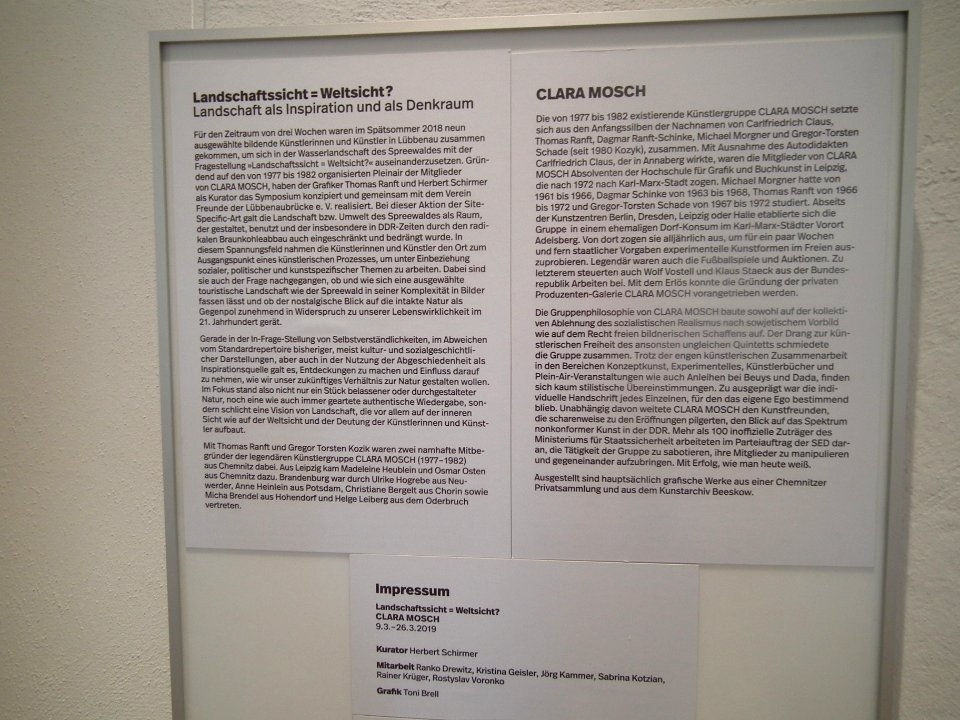 Landschaftssicht = Weltsicht?
Landschaft als Inspiration und als Denkraum
Für den Zeitraum von drei Wochen waren im Spätsommer 2018 neun
ausgewählte bildende Künstlerinnen und Künstler in Lübbenau zusammen
gekommen, um sich in der Wasserlandschaft des Spreewaldes mit der
Fragestellung »Landschaftssicht = Weltsicht?« auseinanderzusetzen. Grün-
dend auf den von 1977 bis 1982 organisierten Pleinair der Mitglieder
von CLARA MOSCH, haben der Grafiker Thomas Ranft und Herbert Schirmer
als Kurator das Symposium konzipiert und gemeinsam mit dem Verein
Freunde der Lübbenaubrücke e. V. realisiert. Bei dieser Aktion der Site-
Specific-Art galt die Landschaft bzw. Umwelt des Spreewaldes als Raum,
der gestaltet, benutzt und der insbesondere in DDR-Zeiten durch den radi-
kalen Braunkohleabbau auch eingeschränkt und bedrängt wurde. In
diesem Spannungsfeld nahmen die Künstlerinnen und Künstler den Ort zum
Ausgangspunkt eines künstlerischen Prozesses, um unter Einbeziehung
sozialer, politischer und kunstspezifischer Themen zu arbeiten. Dabei sind
sie auch der Frage nachgegangen, ob und wie sich eine ausgewählte
touristische Landschaft wie der Spreewald in seiner Komplexität in Bilder
fassen lässt und ob der nostalgische Blick auf die intakte Natur als
Gegenpol zunehmend in Widerspruch zu unserer Lebenswirklichkeit im
21. Jahrhundert gerät.
Gerade in der In-Frage-Stellung von Selbstverständlichkeiten, im Abweichen
vom Standardrepertoire bisheriger, meist kultur- und sozialgeschichtli-
cher Darstellungen, aber auch in der Nutzung der Abgeschiedenheit als
Inspirationsquelle galt es, Entdeckungen zu machen und Einfluss darauf
zu nehmen, wie wir unser zukünftiges Verhältnis zur Natur gestalten wollen.
Im Fokus stand also nicht nur ein Stück belassener oder durchgestalteter
Natur, noch eine wie auch immer geartete authentische Wiedergabe, son-
dern schlicht eine Vision von Landschaft, die vor allem auf der inneren
Sicht wie auf der Weltsicht und der Deutung der Künstlerinnen und Künst-
ler aufbaut.
Mit Thomas Ranft und Gregor Torsten Kozik waren zwei namhafte Mitbe-
gründer der legendären Künstlergruppe CLARA MOSCH (1977–1982)
aus Chemnitz dabei. Aus Leipzig kam Madeleine Heublein und Osmar Osten
aus Chemnitz dazu. Brandenburg war durch Ulrike Hogrebe aus Neu-
werder, Anne Heinlein aus Potsdam, Christiane Bergelt aus Chorin sowie
Micha Brendel aus Hohendorf und Helge Leiberg aus dem Oderbruch
vertreten.
CLARA MOSCH
Die von 1977 bis 1982 existierende Künstlergruppe CLARA MOSCH setzte
sich aus den Anfangssilben der Nachnamen von Carlfriedrich Claus,
Thomas Ranft, Dagmar Ranft-Schinke, Michael Morgner und Gregor-Torsten
Schade (seit 1980 Kozyk), zusammen. Mit Ausnahme des Autodidakten
Carlfriedrich Claus, der in Annaberg wirkte, waren die Mitglieder von CLARA
MOSCH Absolventen der Hochschule für Grafik und Buchkunst in Leipzig,
die nach 1972 nach Karl-Marx-Stadt zogen. Michael Morgner hatte von
1961 bis 1966, Dagmar Schinke von 1963 bis 1968, Thomas Ranft von 1966
bis 1972 und Gregor-Torsten Schade von 1967 bis 1972 studiert. Abseits
der Kunstzentren Berlin, Dresden, Leipzig oder Halle etablierte sich die
Gruppe in einem ehemaligen Dorf-Konsum im Karl-Marx-Städter Vorort
Adelsberg. Von dort zogen sie alljährlich aus, um für ein paar Wochen
und fern staatlicher Vorgaben experimentelle Kunstformen im Freien aus-
zuprobieren. Legendär waren auch die Fußballspiele und Auktionen. Zu
letzterem steuerten auch Wolf Vostell und Klaus Staeck aus der Bundes-
republik Arbeiten bei. Mit dem Erlös konnte die Gründung der privaten
Produzenten-Galerie CLARA MOSCH vorangetrieben werden.
Die Gruppenphilosophie von CLARA MOSCH baute sowohl auf der kollekti-
ven Ablehnung des sozialistischen Realismus nach sowjetischem Vorbild
wie auf dem Recht freien bildnerischen Schaffens auf. Der Drang zur kün-
stlerischen Freiheit des ansonsten ungleichen Quintetts schmiedete
die Gruppe zusammen. Trotz der engen künstlerischen Zusammenarbeit
in den Bereichen Konzeptkunst, Experimentelles, Künstlerbücher und
Plein-Air-Veranstaltungen wie auch Anleihen bei Beuys und Dada, finden
sich kaum stilistische Übereinstimmungen. Zu ausgeprägt war die indi-
viduelle Handschrift jedes Einzelnen, für den das eigene Ego bestimmend
blieb. Unabhängig davon weitete CLARA MOSCH den Kunstfreunden,
die scharenweise zu den Eröffnungen pilgerten, den Blick auf das Spektrum
nonkonformer Kunst in der DDR. Mehr als 100 inoffizielle Zuträger des
Ministeriums für Staatssicherheit arbeiteten im Parteiauftrag der SED dar-
an, die Tätigkeit der Gruppe zu sabotieren, ihre Mitglieder zu manipulieren
und gegeneinander aufzubringen. Mit Erfolg, wie man heute weiß.
Ausgestellt sind hauptsächlich grafische Werke aus einer Chemnitzer
Privatsammlung und aus dem Kunstarchiv Beeskow.
Impressum
Landschaftssicht = Weltsicht?
CLARA MOSCH
9.3.–26.3.2019
Kurator Herbert Schirmer
Mitarbeit Ranko Drewitz, Kristina Geisler, Jörg Kammer, Sabrina Kotzian,
Rainer Krüger, Rostyslav Voronko
Grafik Toni Brell